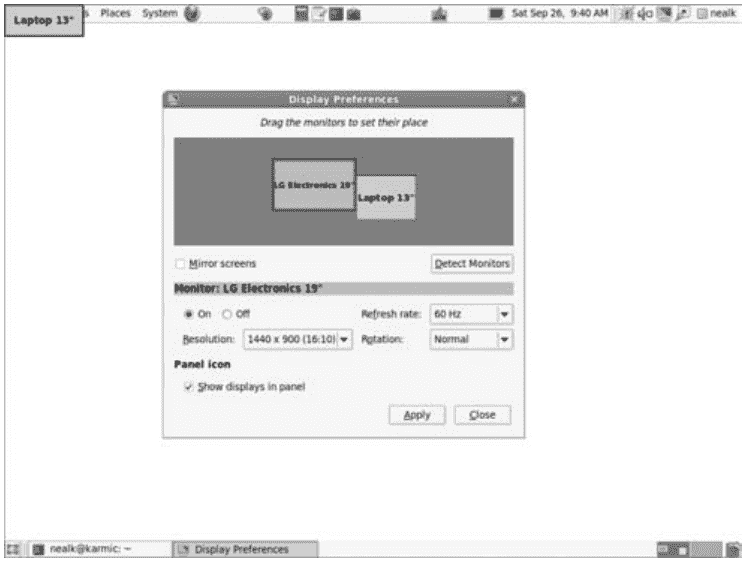 Laptop 13" s Places System Sat Sep 26, 9:40 AM nealk
Display Preferences
Drag the monitors to set their place
LG Electronics 19"
Laptop 13"
Mirror screens Detect Monitors
Monitor: LG Electronics 19"
On Off Refresh rate: 60 Hz
Resolution: 1440 x 900 (16:10) Rotation: Normal
Panel icon
Show displays in panel
Apply Close
nealk@karmic: ~ Display Preferences